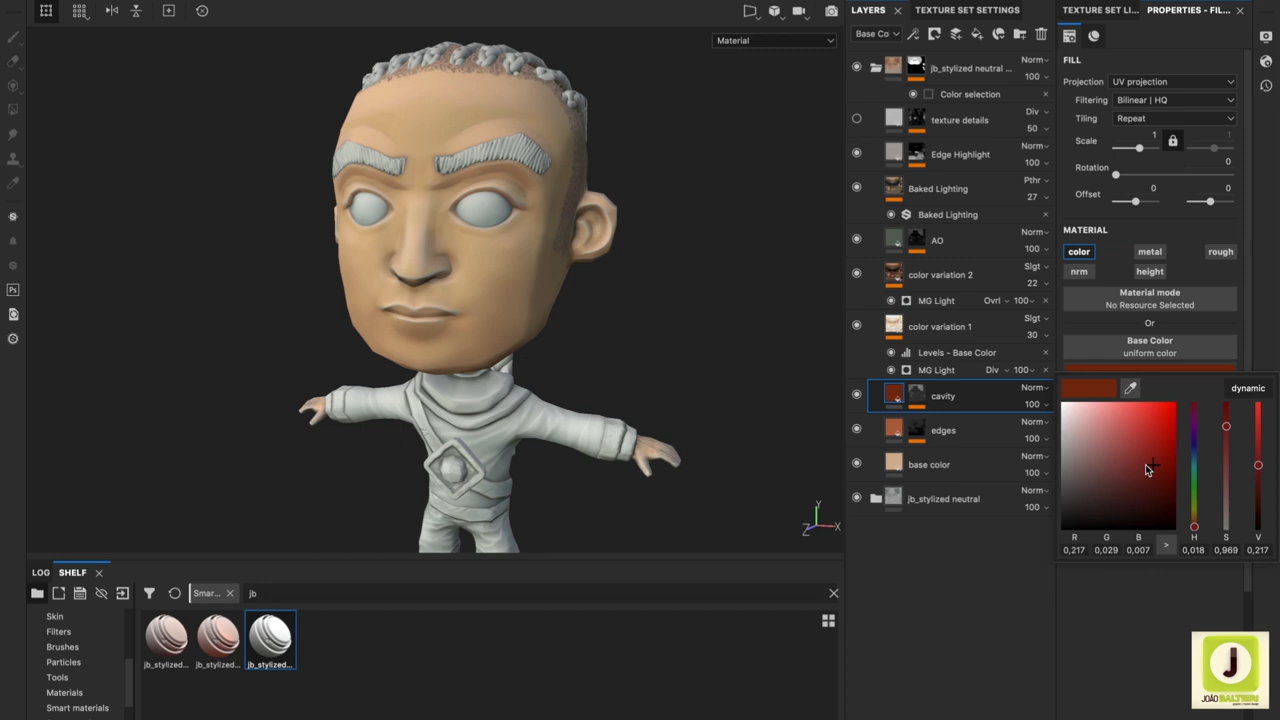 LAYERS
TEXTURE SET SETTINGS
TEXTURE SET LI...
PROPERTIES - FIL...
Material
Base Co
jb_stylized neutral ...
Norm
100
Color selection
texture details
Div
50
Edge Highlight
Norm
100
Baked Lighting
Pthr
27
Baked Lighting
AO
Norm
100
color variation 2
Slgt
22
MG Light
Ovrl
100
color variation 1
Slgt
30
Levels - Base Color
MG Light
Div
100
cavity
Norm
100
edges
Norm
100
base color
Norm
100
jb_stylized neutral
Norm
100
FILL
Projection
UV projection
Filtering
Bilinear | HQ
Tiling
Repeat
Scale
1
1
Rotation
0
Offset
0
0
MATERIAL
color
metal
rough
nrm
height
Material mode
No Resource Selected
Or
Base Color
uniform color
dynamic
R
G
B
>
H
S
V
0,217
0,029
0,007
0,018
0,969
0,217
Y
Z
X
LOG
SHELF
Ps
Smar...
jb
Skin
Filters
Brushes
Particles
Tools
Materials
Smart materials
jb_stylized...
jb_stylized...
jb_stylized...
J
JOÃO BALTIERI